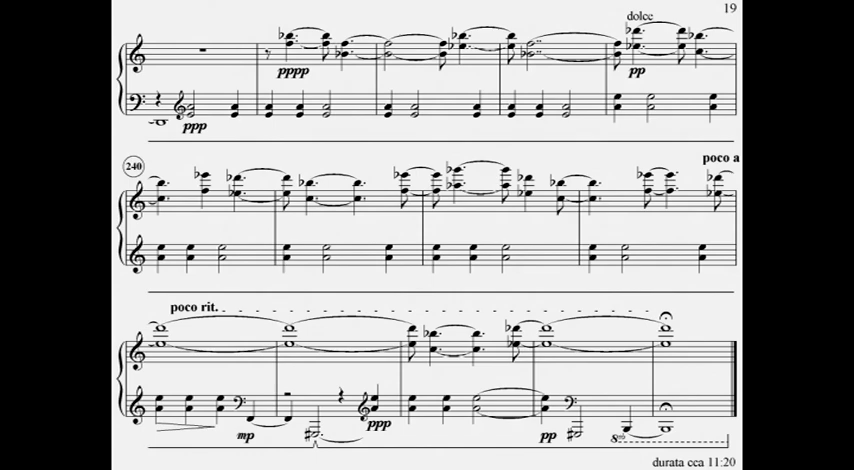 19
dolce
pppp
pp
ppp
240
poco a
poco rit.
mp
ppp
pp
8vb
durata cca 11:20